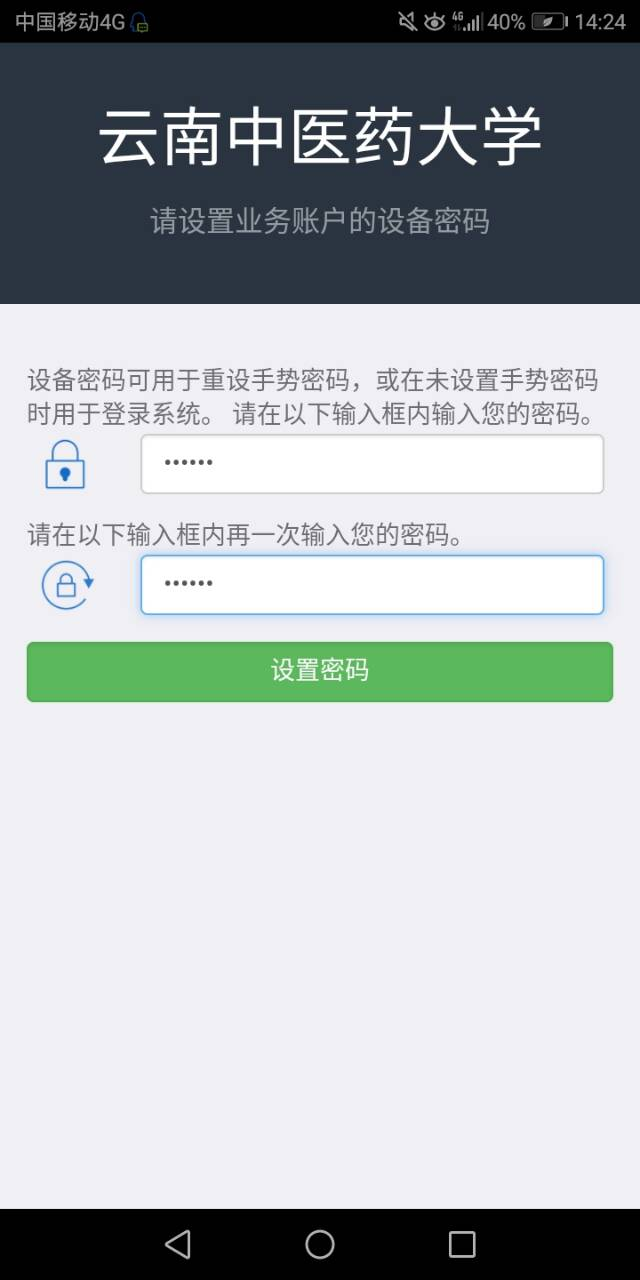 中国移动4G 4G 40% 14:24
云南中医药大学
请设置业务账户的设备密码
设备密码可用于重设手势密码，或在未设置手势密码
时用于登录系统。 请在以下输入框内输入您的密码。
••••••
请在以下输入框内再一次输入您的密码。
••••••
设置密码